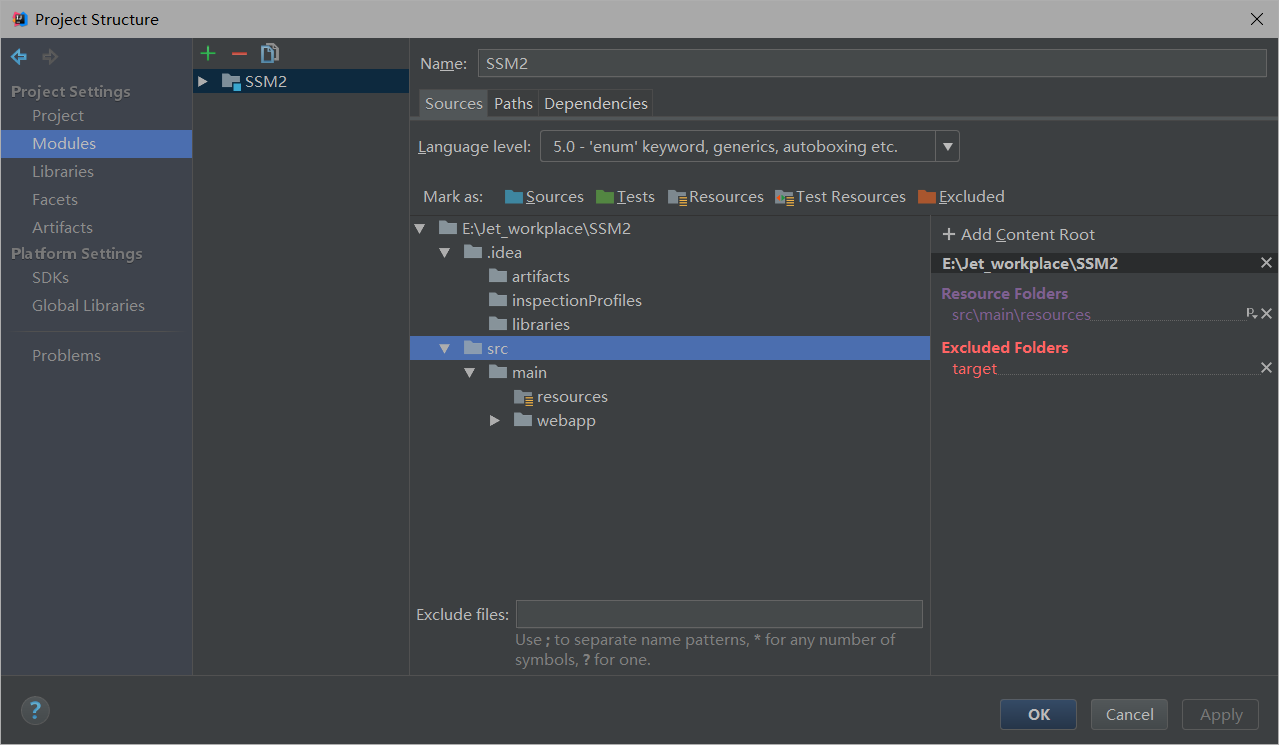 Project Structure
Project Settings
Project
Modules
Libraries
Facets
Artifacts
Platform Settings
SDKs
Global Libraries
Problems
SSM2
Name: SSM2
Sources Paths Dependencies
Language level: 5.0 - 'enum' keyword, generics, autoboxing etc.
Mark as: Sources Tests Resources Test Resources Excluded
E:\Jet_workplace\SSM2
.idea
artifacts
inspectionProfiles
libraries
src
main
resources
webapp
Add Content Root
E:\Jet_workplace\SSM2
Resource Folders
src\main\resources
Excluded Folders
target
Exclude files:
Use ; to separate name patterns, * for any number of
symbols, ? for one.
?
OK Cancel Apply